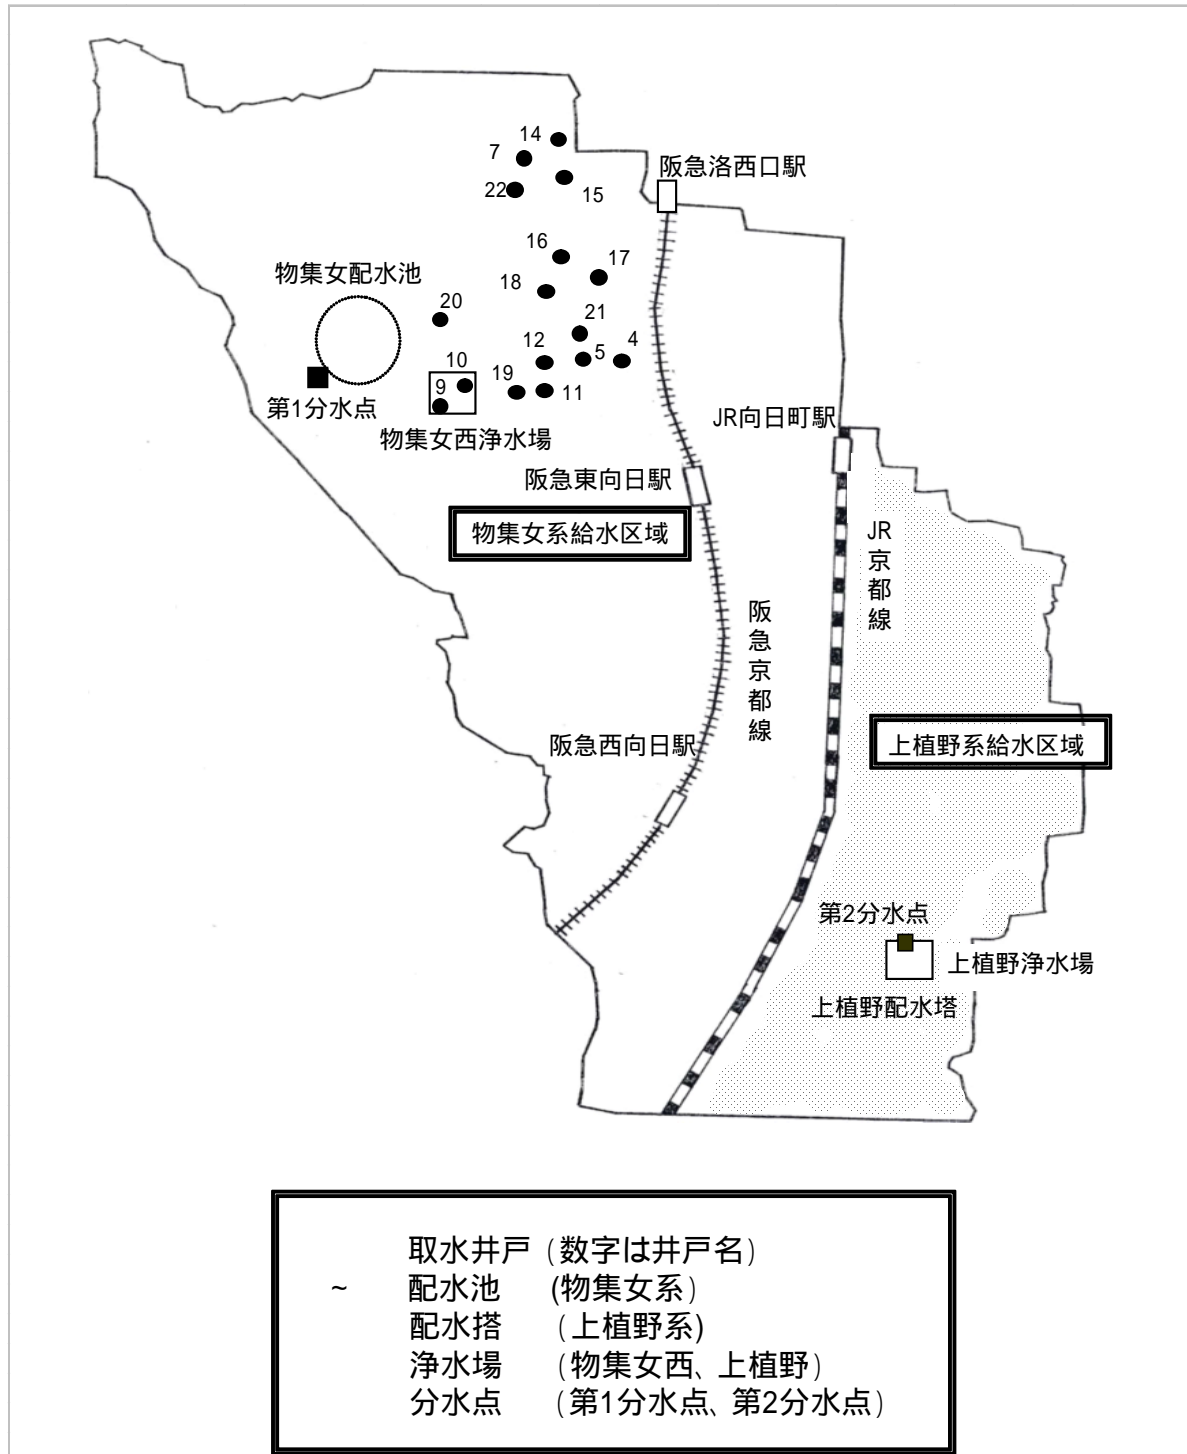 14
7
阪急洛西口駅
22
15
16
17
物集女配水池
18
20
21
12
5
4
10
9
19
11
第1分水点
物集女西浄水場
JR向日町駅
阪急東向日駅
物集女系給水区域
JR京都線
阪急京都線
上植野系給水区域
阪急西向日駅
第2分水点
上植野浄水場
上植野配水塔
取水井戸（数字は井戸名）
~ 配水池 (物集女系）
配水搭 （上植野系)
浄水場 （物集女西、上植野）
分水点 （第1分水点、第2分水点）